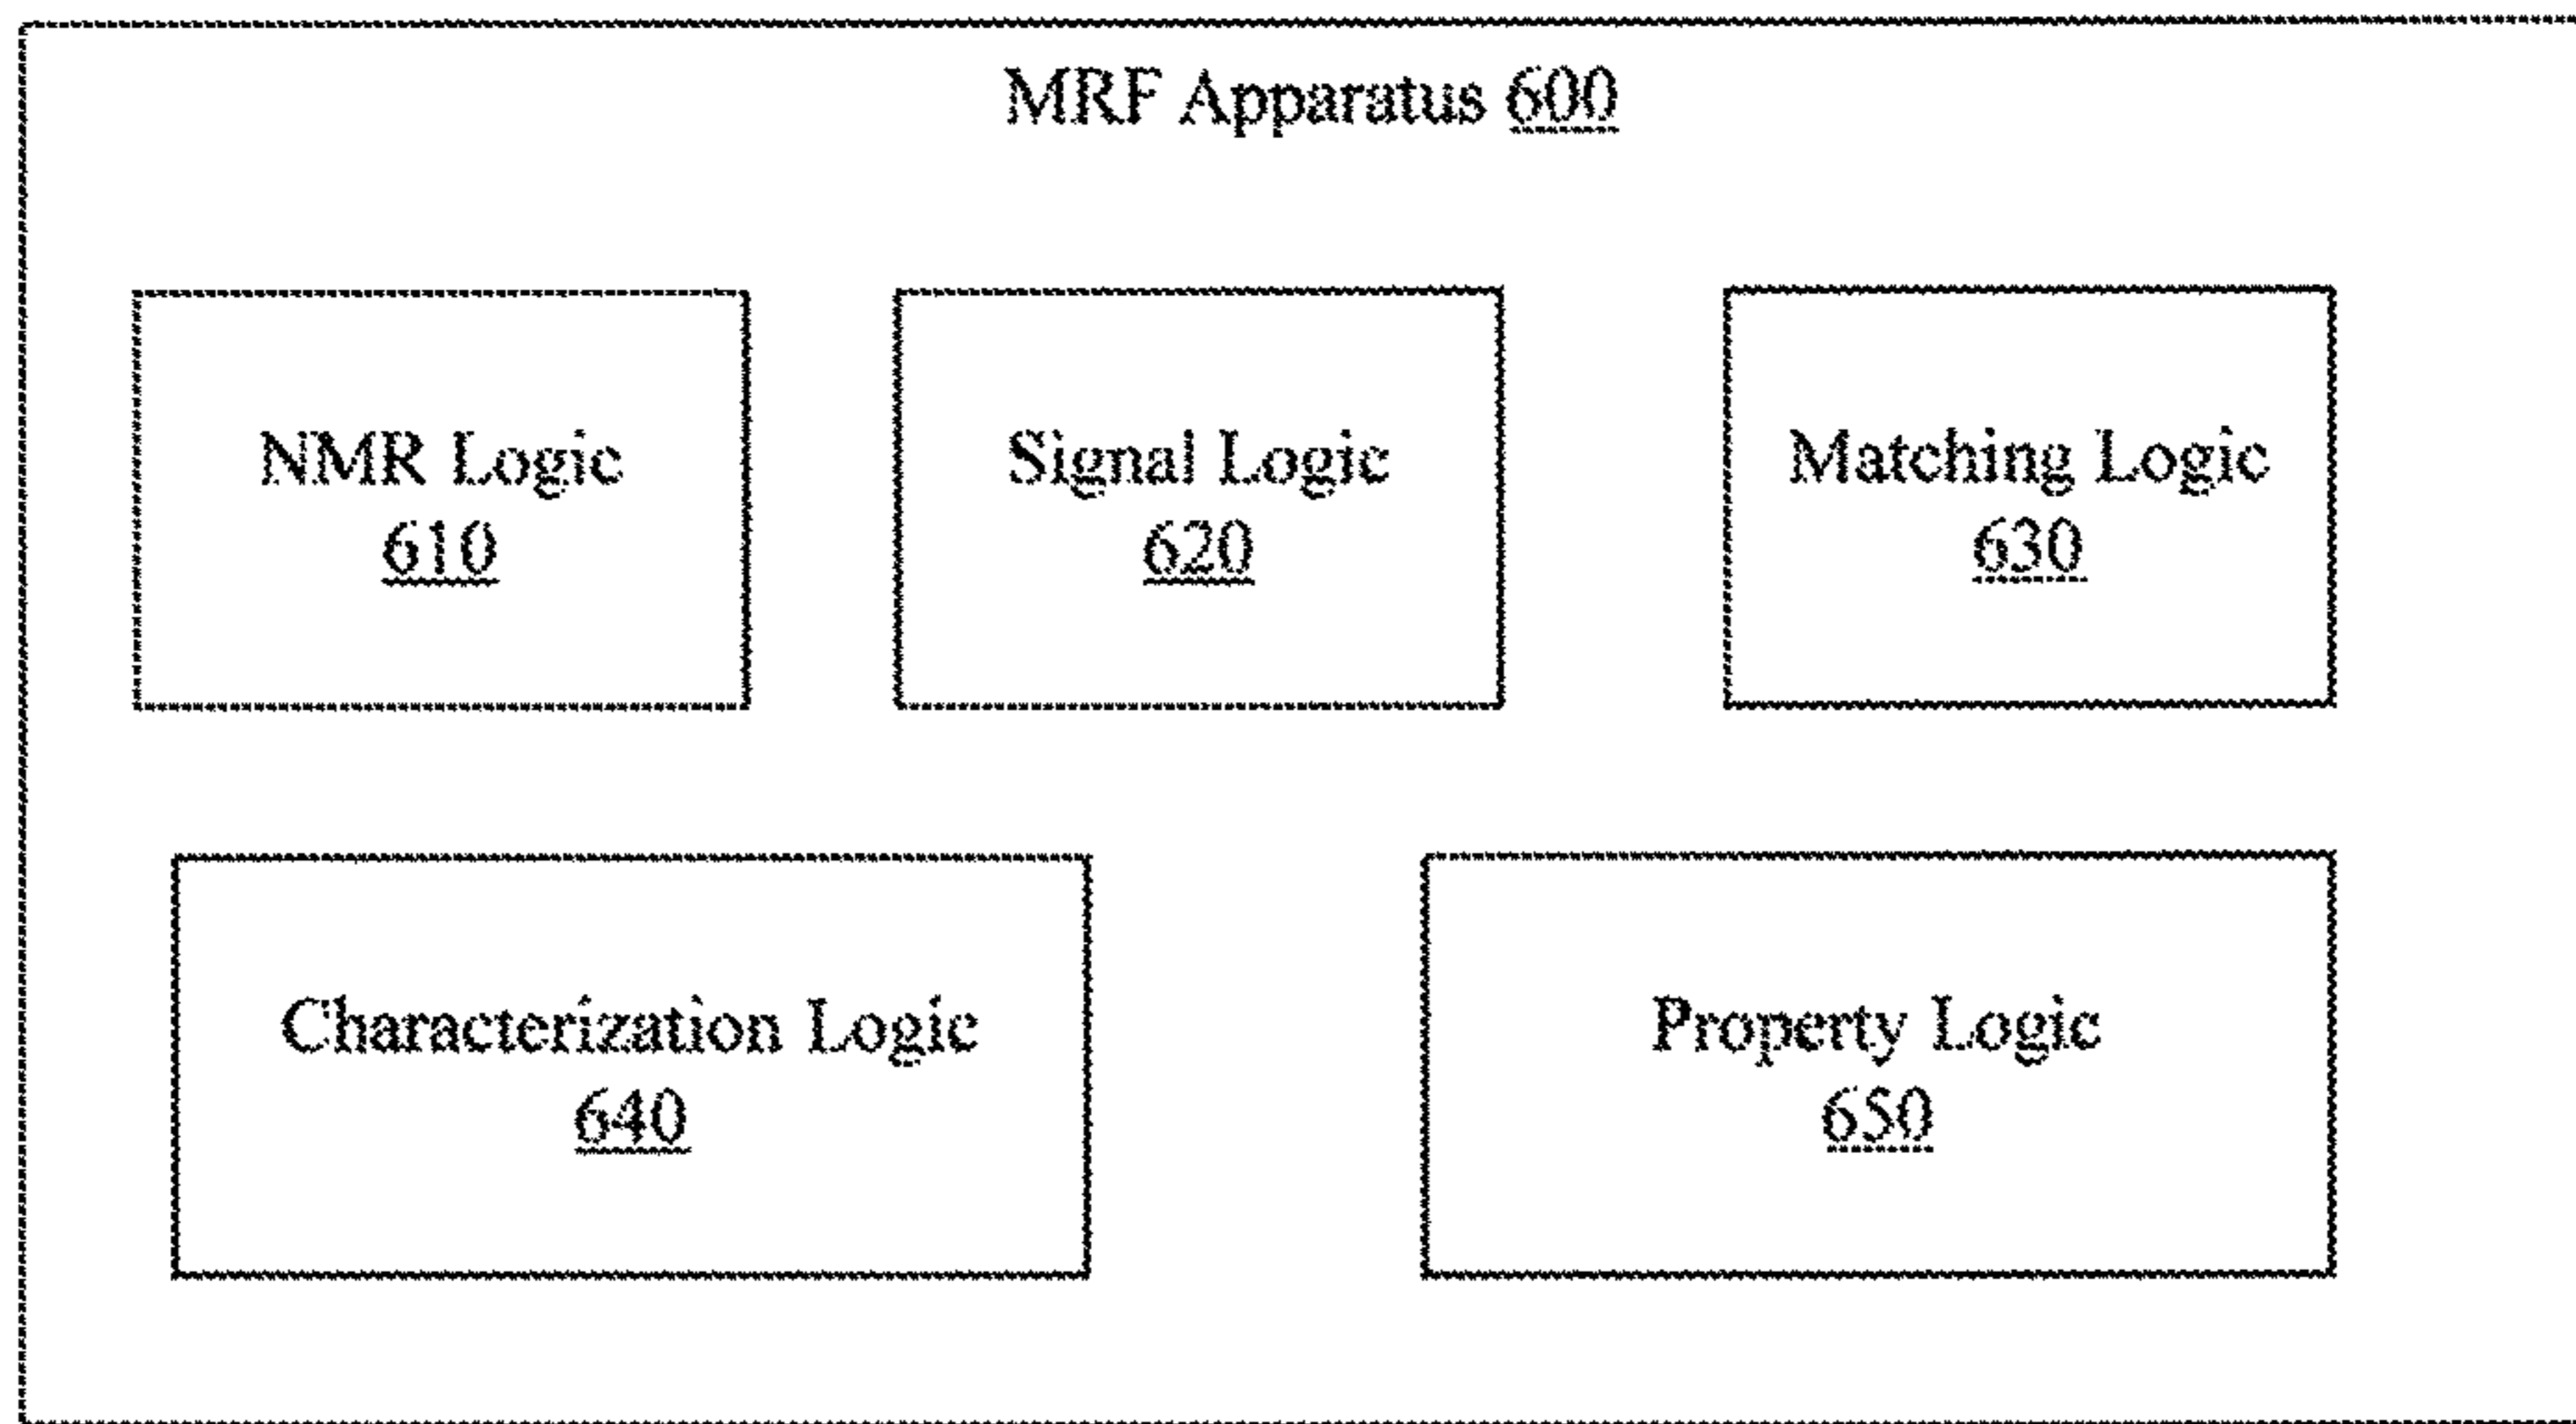 MRF Apparatus 600
NMR Logic
610
Signal Logic
620
Matching Logic
630
Characterization Logic
640
Property Logic
650